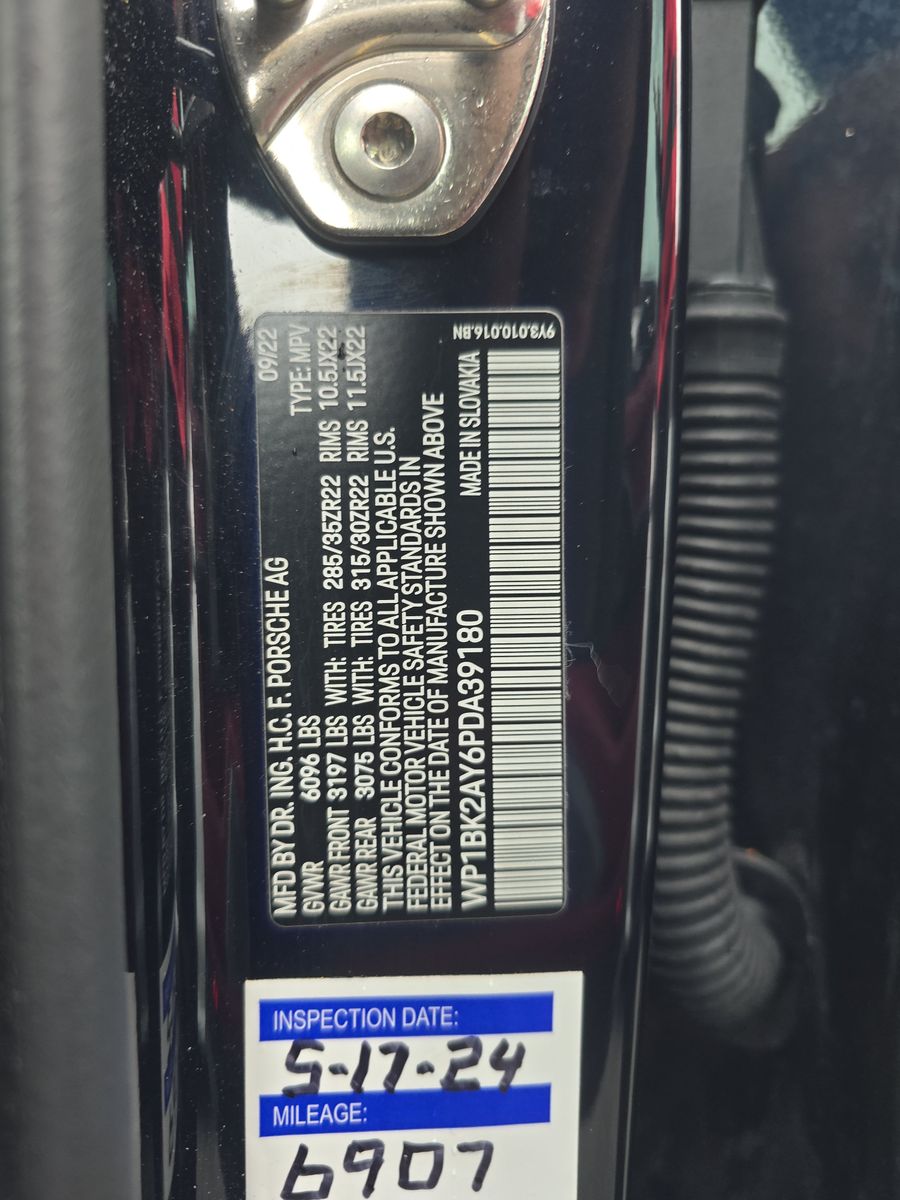 MFD BY DR. ING. H.C. F. PORSCHE AG 09/22
GVWR 6096 LBS TYPE: MPV
GAWR FRONT 3197 LBS WITH: TIRES 285/35ZR22 RIMS 10.5JX22
GAWR REAR 3075 LBS WITH: TIRES 315/30ZR22 RIMS 11.5JX22
THIS VEHICLE CONFORMS TO ALL APPLICABLE U.S.
FEDERAL MOTOR VEHICLE SAFETY STANDARDS IN
EFFECT ON THE DATE OF MANUFACTURE SHOWN ABOVE
WP1BK2AY6PDA39180 MADE IN SLOVAKIA
9Y3.010.016.BN
INSPECTION DATE:
5-17-24
MILEAGE:
6907